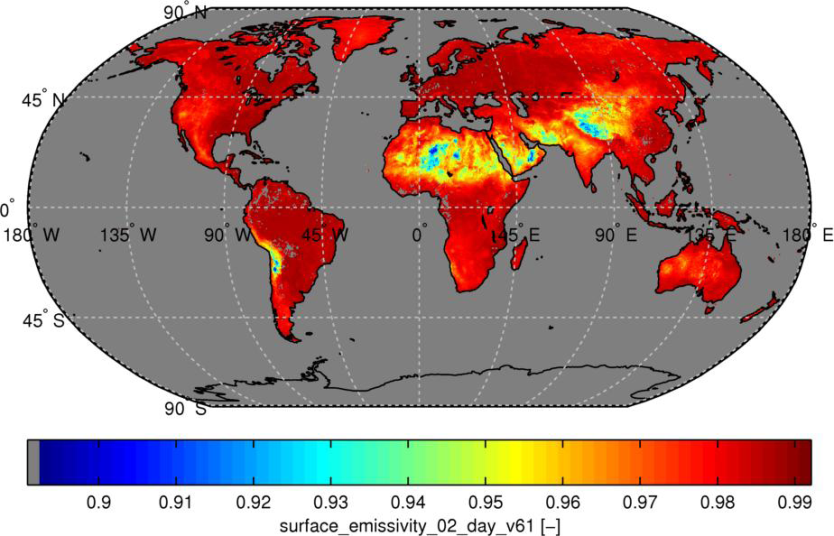 90° N
45° N
0°
180° W 135° W 90° W 45° W 0° 45° E 90° E 135° E 180° E
45° S
90° S
0.9 0.91 0.92 0.93 0.94 0.95 0.96 0.97 0.98 0.99
surface_emissivity_02_day_v61 [−]